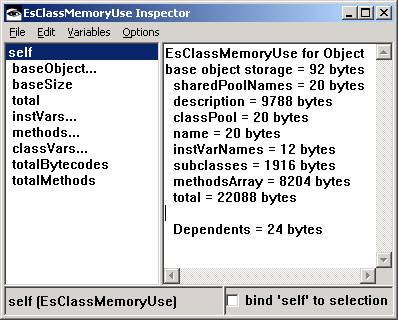 EsClassMemoryUse Inspector
File Edit Variables Options
self
baseObject...
baseSize
total
instVars...
methods...
classVars...
totalBytecodes
totalMethods
EsClassMemoryUse for Object
base object storage = 92 bytes
sharedPoolNames = 20 bytes
description = 9788 bytes
classPool = 20 bytes
name = 20 bytes
instVarNames = 12 bytes
subclasses = 1916 bytes
methodsArray = 8204 bytes
total = 22088 bytes
Dependents = 24 bytes
self (EsClassMemoryUse)
bind 'self' to selection